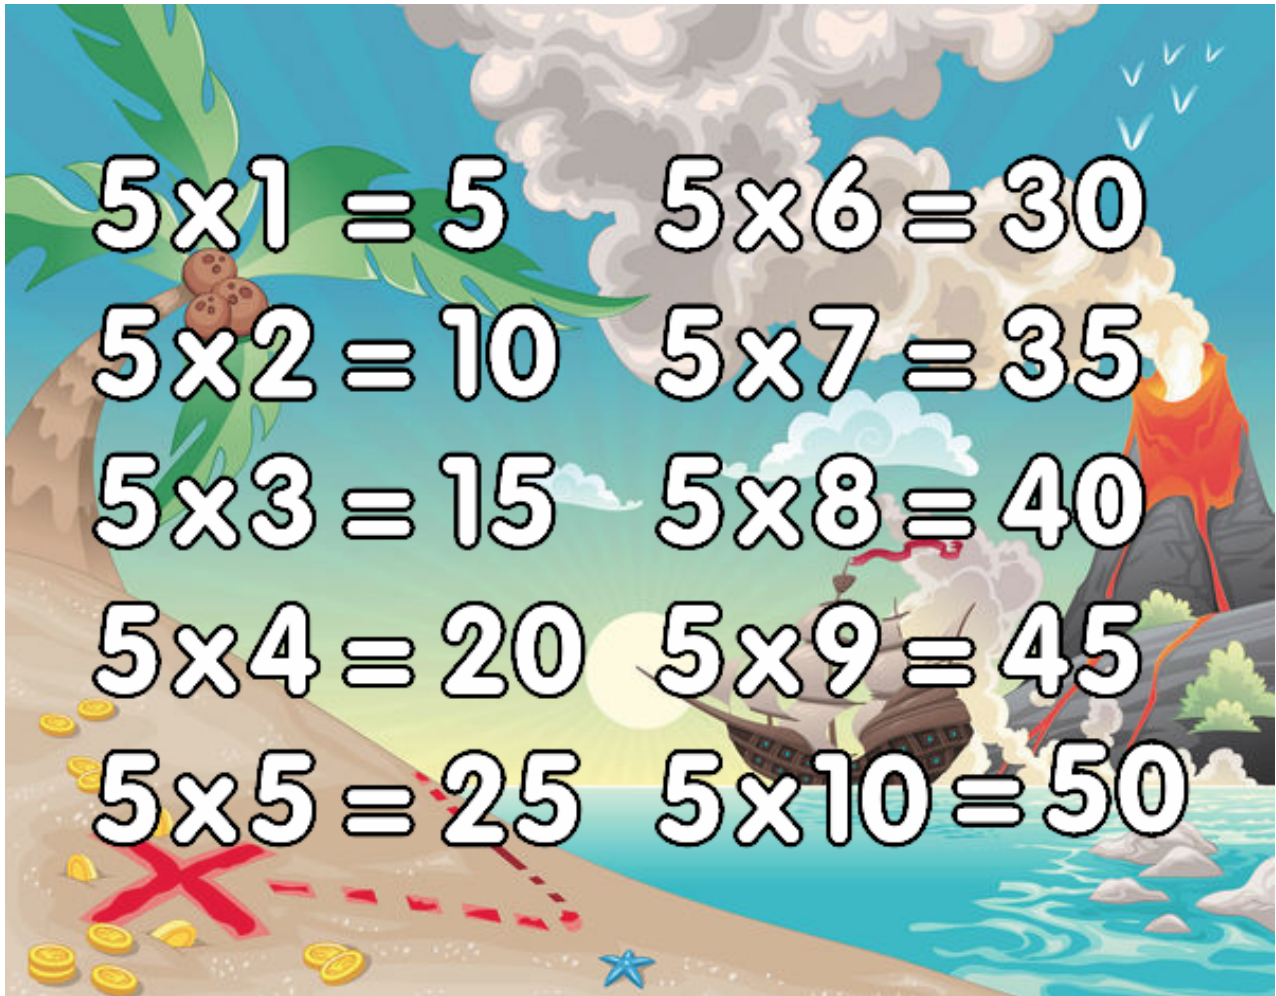 5x1 = 5
5x2 = 10
5x3 = 15
5x4 = 20
5x5 = 25
5x6 = 30
5x7 = 35
5x8 = 40
5x9 = 45
5x10 = 50